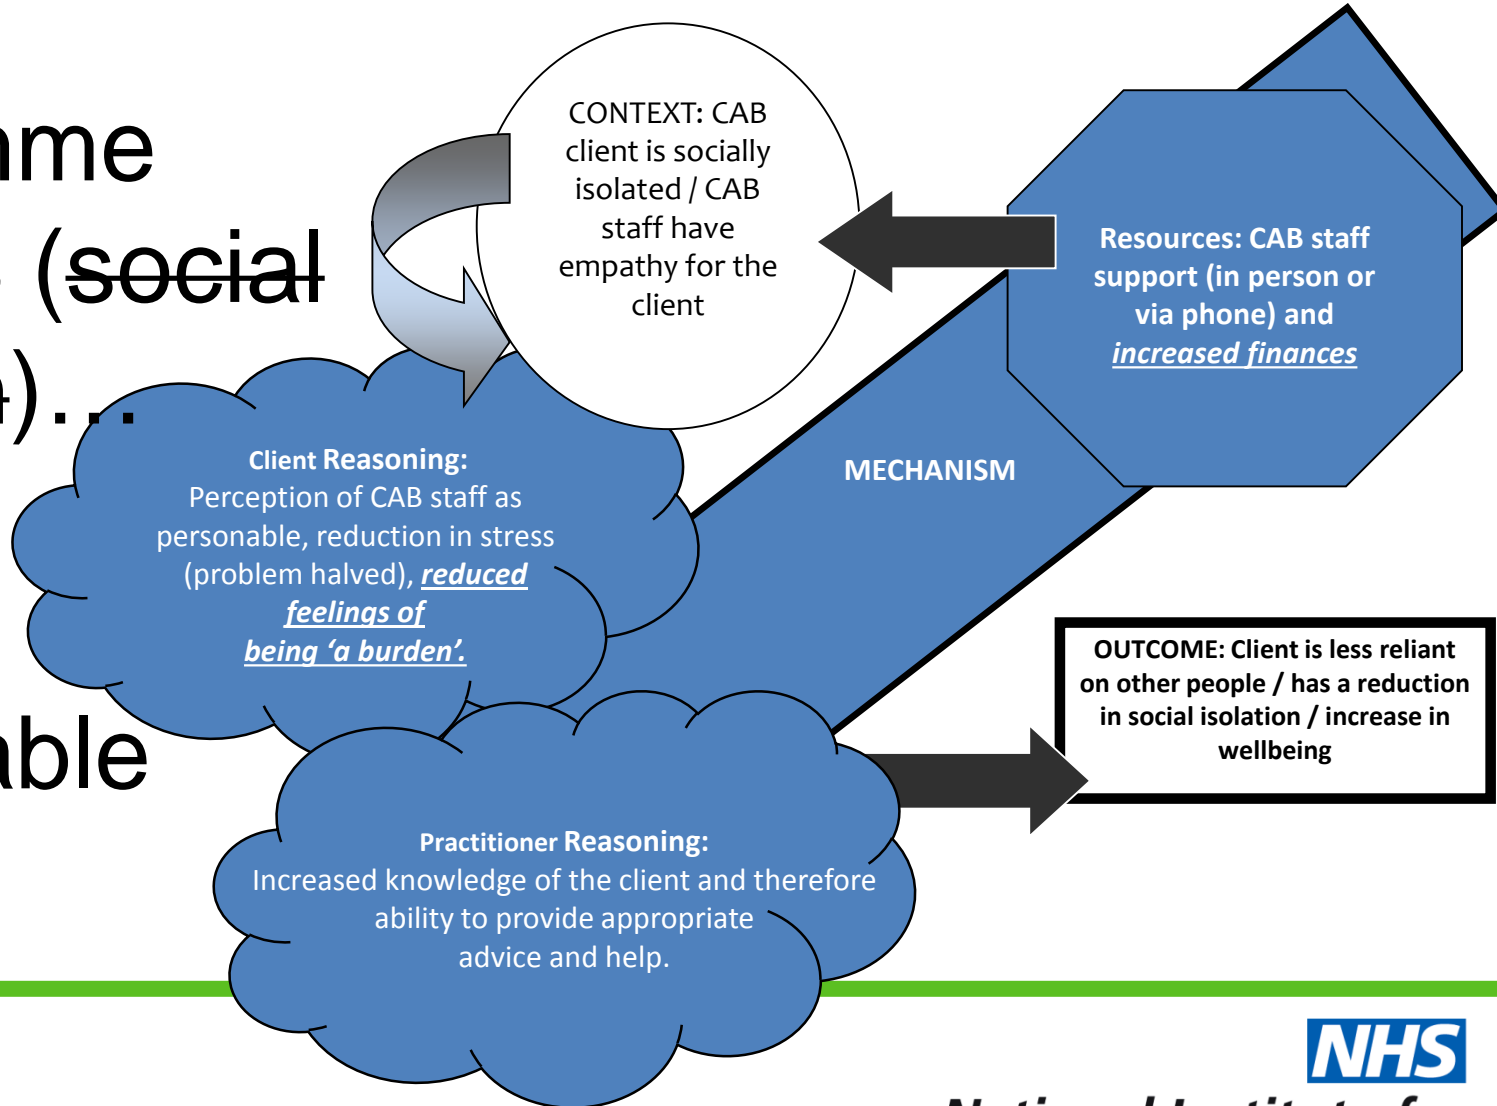 nme
(social
)…
able
CONTEXT: CAB
client is socially
isolated / CAB
staff have
empathy for the
client
Resources: CAB staff
support (in person or
via phone) and
increased finances
MECHANISM
Client Reasoning:
Perception of CAB staff as
personable, reduction in stress
(problem halved), reduced
feelings of
being ‘a burden’.
OUTCOME: Client is less reliant
on other people / has a reduction
in social isolation / increase in
wellbeing
Practitioner Reasoning:
Increased knowledge of the client and therefore
ability to provide appropriate
advice and help.
NHS
National Institute for